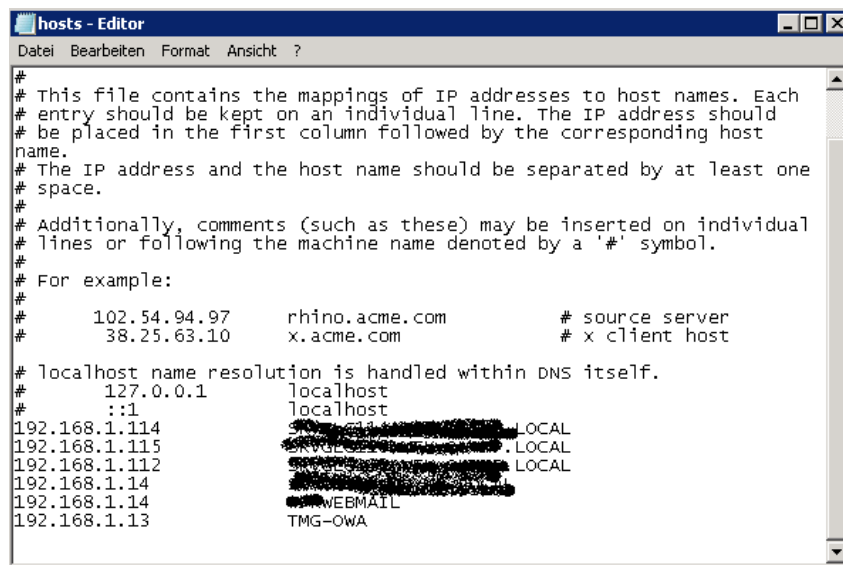 hosts - Editor
Datei Bearbeiten Format Ansicht ?
#
# This file contains the mappings of IP addresses to host names. Each
# entry should be kept on an individual line. The IP address should
# be placed in the first column followed by the corresponding host
name.
# The IP address and the host name should be separated by at least one
# space.
#
# Additionally, comments (such as these) may be inserted on individual
# lines or following the machine name denoted by a '#' symbol.
#
# For example:
#
# 102.54.94.97 rhino.acme.com # source server
# 38.25.63.10 x.acme.com # x client host
# localhost name resolution is handled within DNS itself.
# 127.0.0.1 localhost
# ::1 localhost
192.168.1.114 .LOCAL
192.168.1.115 .LOCAL
192.168.1.112 LOCAL
192.168.1.14
192.168.1.14 WEBMAIL
192.168.1.13 TMG-OWA